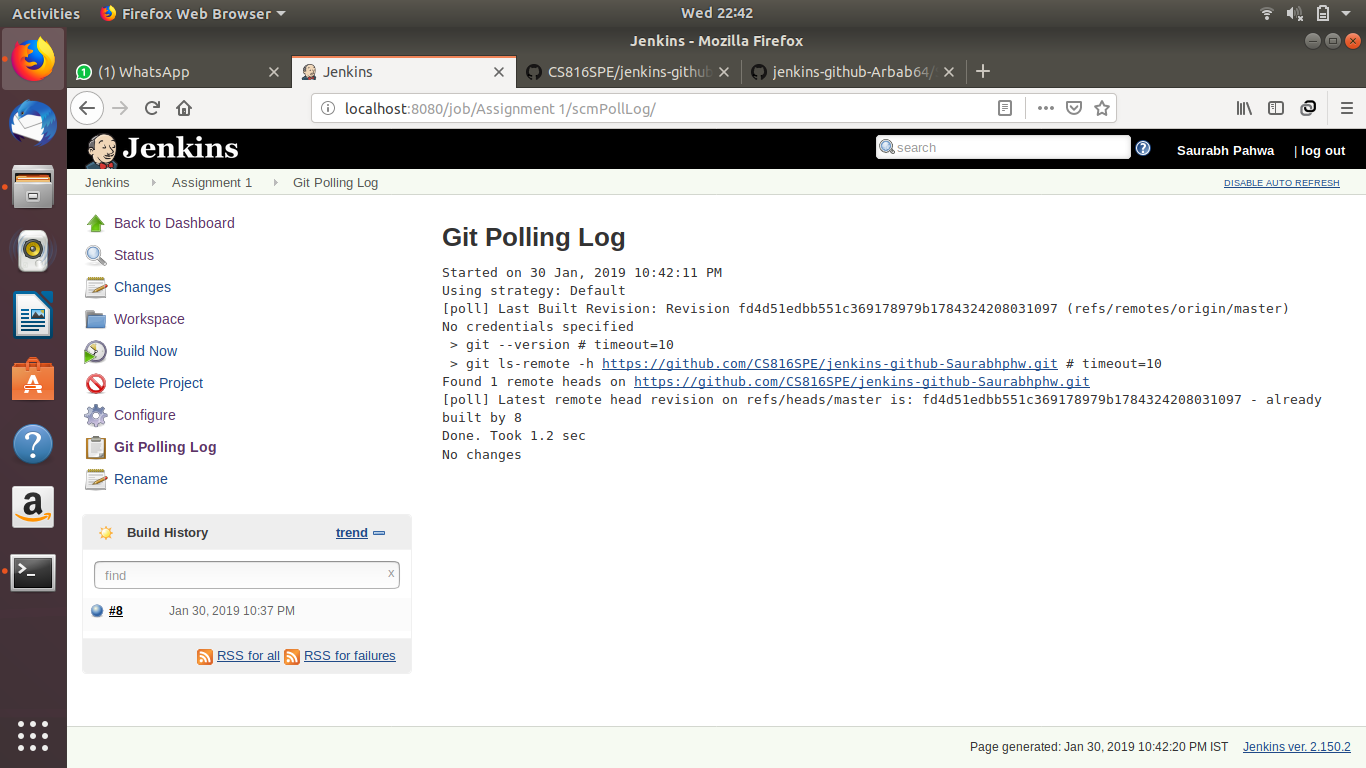 Activities Firefox Web Browser Wed 22:42
Jenkins - Mozilla Firefox
(1) WhatsApp Jenkins CS816SPE/jenkins-github jenkins-github-Arbab64/
localhost:8080/job/Assignment 1/scmPollLog/
Jenkins search Saurabh Pahwa | log out
Jenkins Assignment 1 Git Polling Log DISABLE AUTO REFRESH
Back to Dashboard
Status
Changes
Workspace
Build Now
Delete Project
Configure
Git Polling Log
Rename
Build History trend
find x
#8 Jan 30, 2019 10:37 PM
RSS for all RSS for failures
Git Polling Log
Started on 30 Jan, 2019 10:42:11 PM
Using strategy: Default
[poll] Last Built Revision: Revision fd4d51edbb551c369178979b1784324208031097 (refs/remotes/origin/master)
No credentials specified
> git --version # timeout=10
> git ls-remote -h https://github.com/CS816SPE/jenkins-github-Saurabhphw.git # timeout=10
Found 1 remote heads on https://github.com/CS816SPE/jenkins-github-Saurabhphw.git
[poll] Latest remote head revision on refs/heads/master is: fd4d51edbb551c369178979b1784324208031097 - already
built by 8
Done. Took 1.2 sec
No changes
Page generated: Jan 30, 2019 10:42:20 PM IST Jenkins ver. 2.150.2